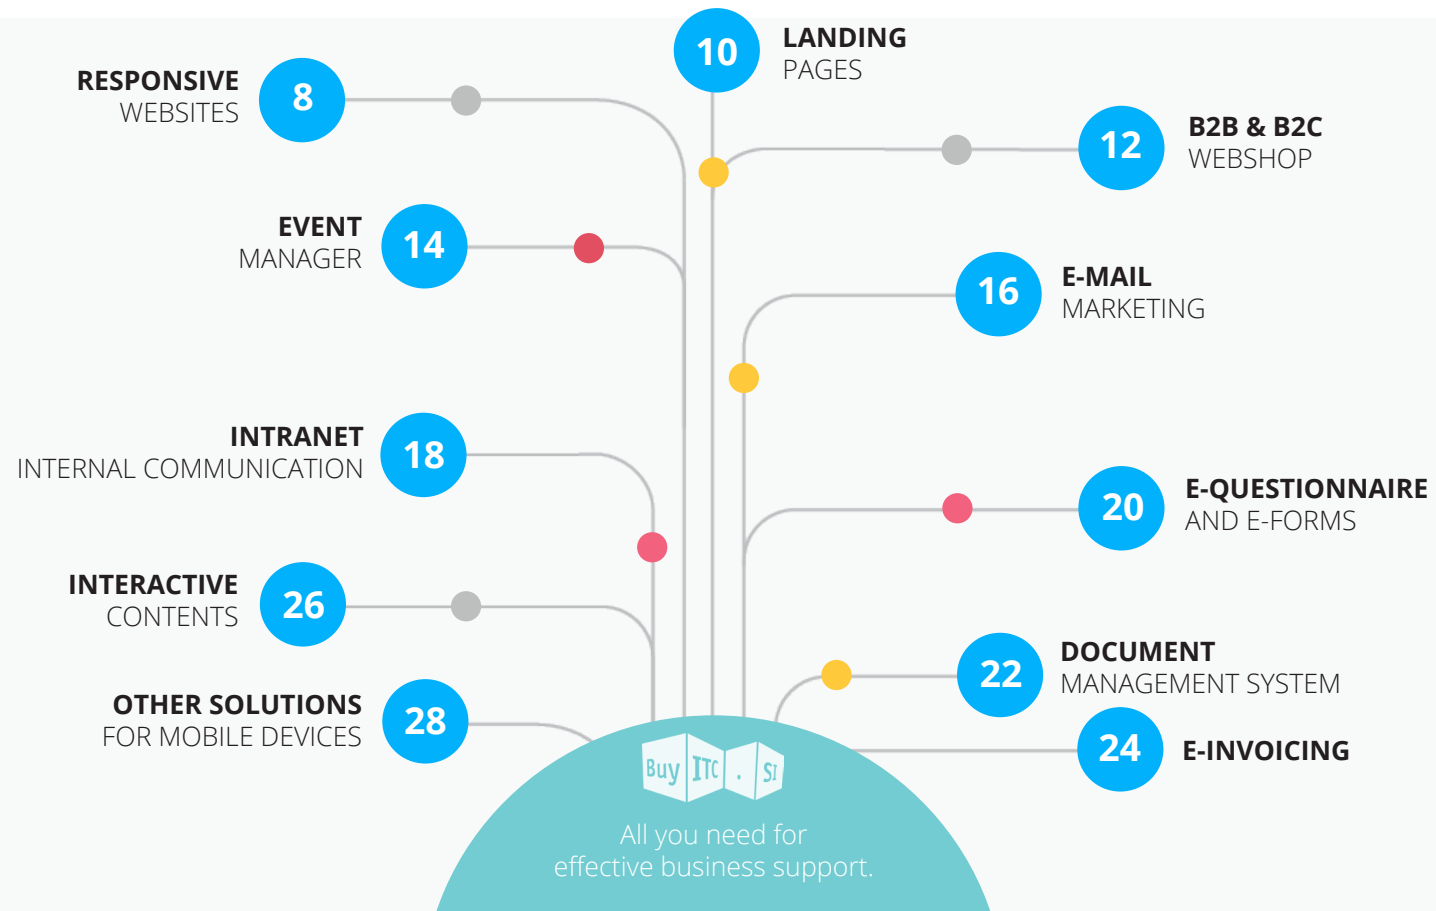 10
LANDING
PAGES
RESPONSIVE
WEBSITES
8
12
B2B & B2C
WEBSHOP
EVENT
MANAGER
14
16
E-MAIL
MARKETING
INTRANET
INTERNAL COMMUNICATION
18
20
E-QUESTIONNAIRE
AND E-FORMS
INTERACTIVE
CONTENTS
26
22
DOCUMENT
MANAGEMENT SYSTEM
OTHER SOLUTIONS
FOR MOBILE DEVICES
28
24
E-INVOICING
Buy ITC . SI
All you need for
effective business support.